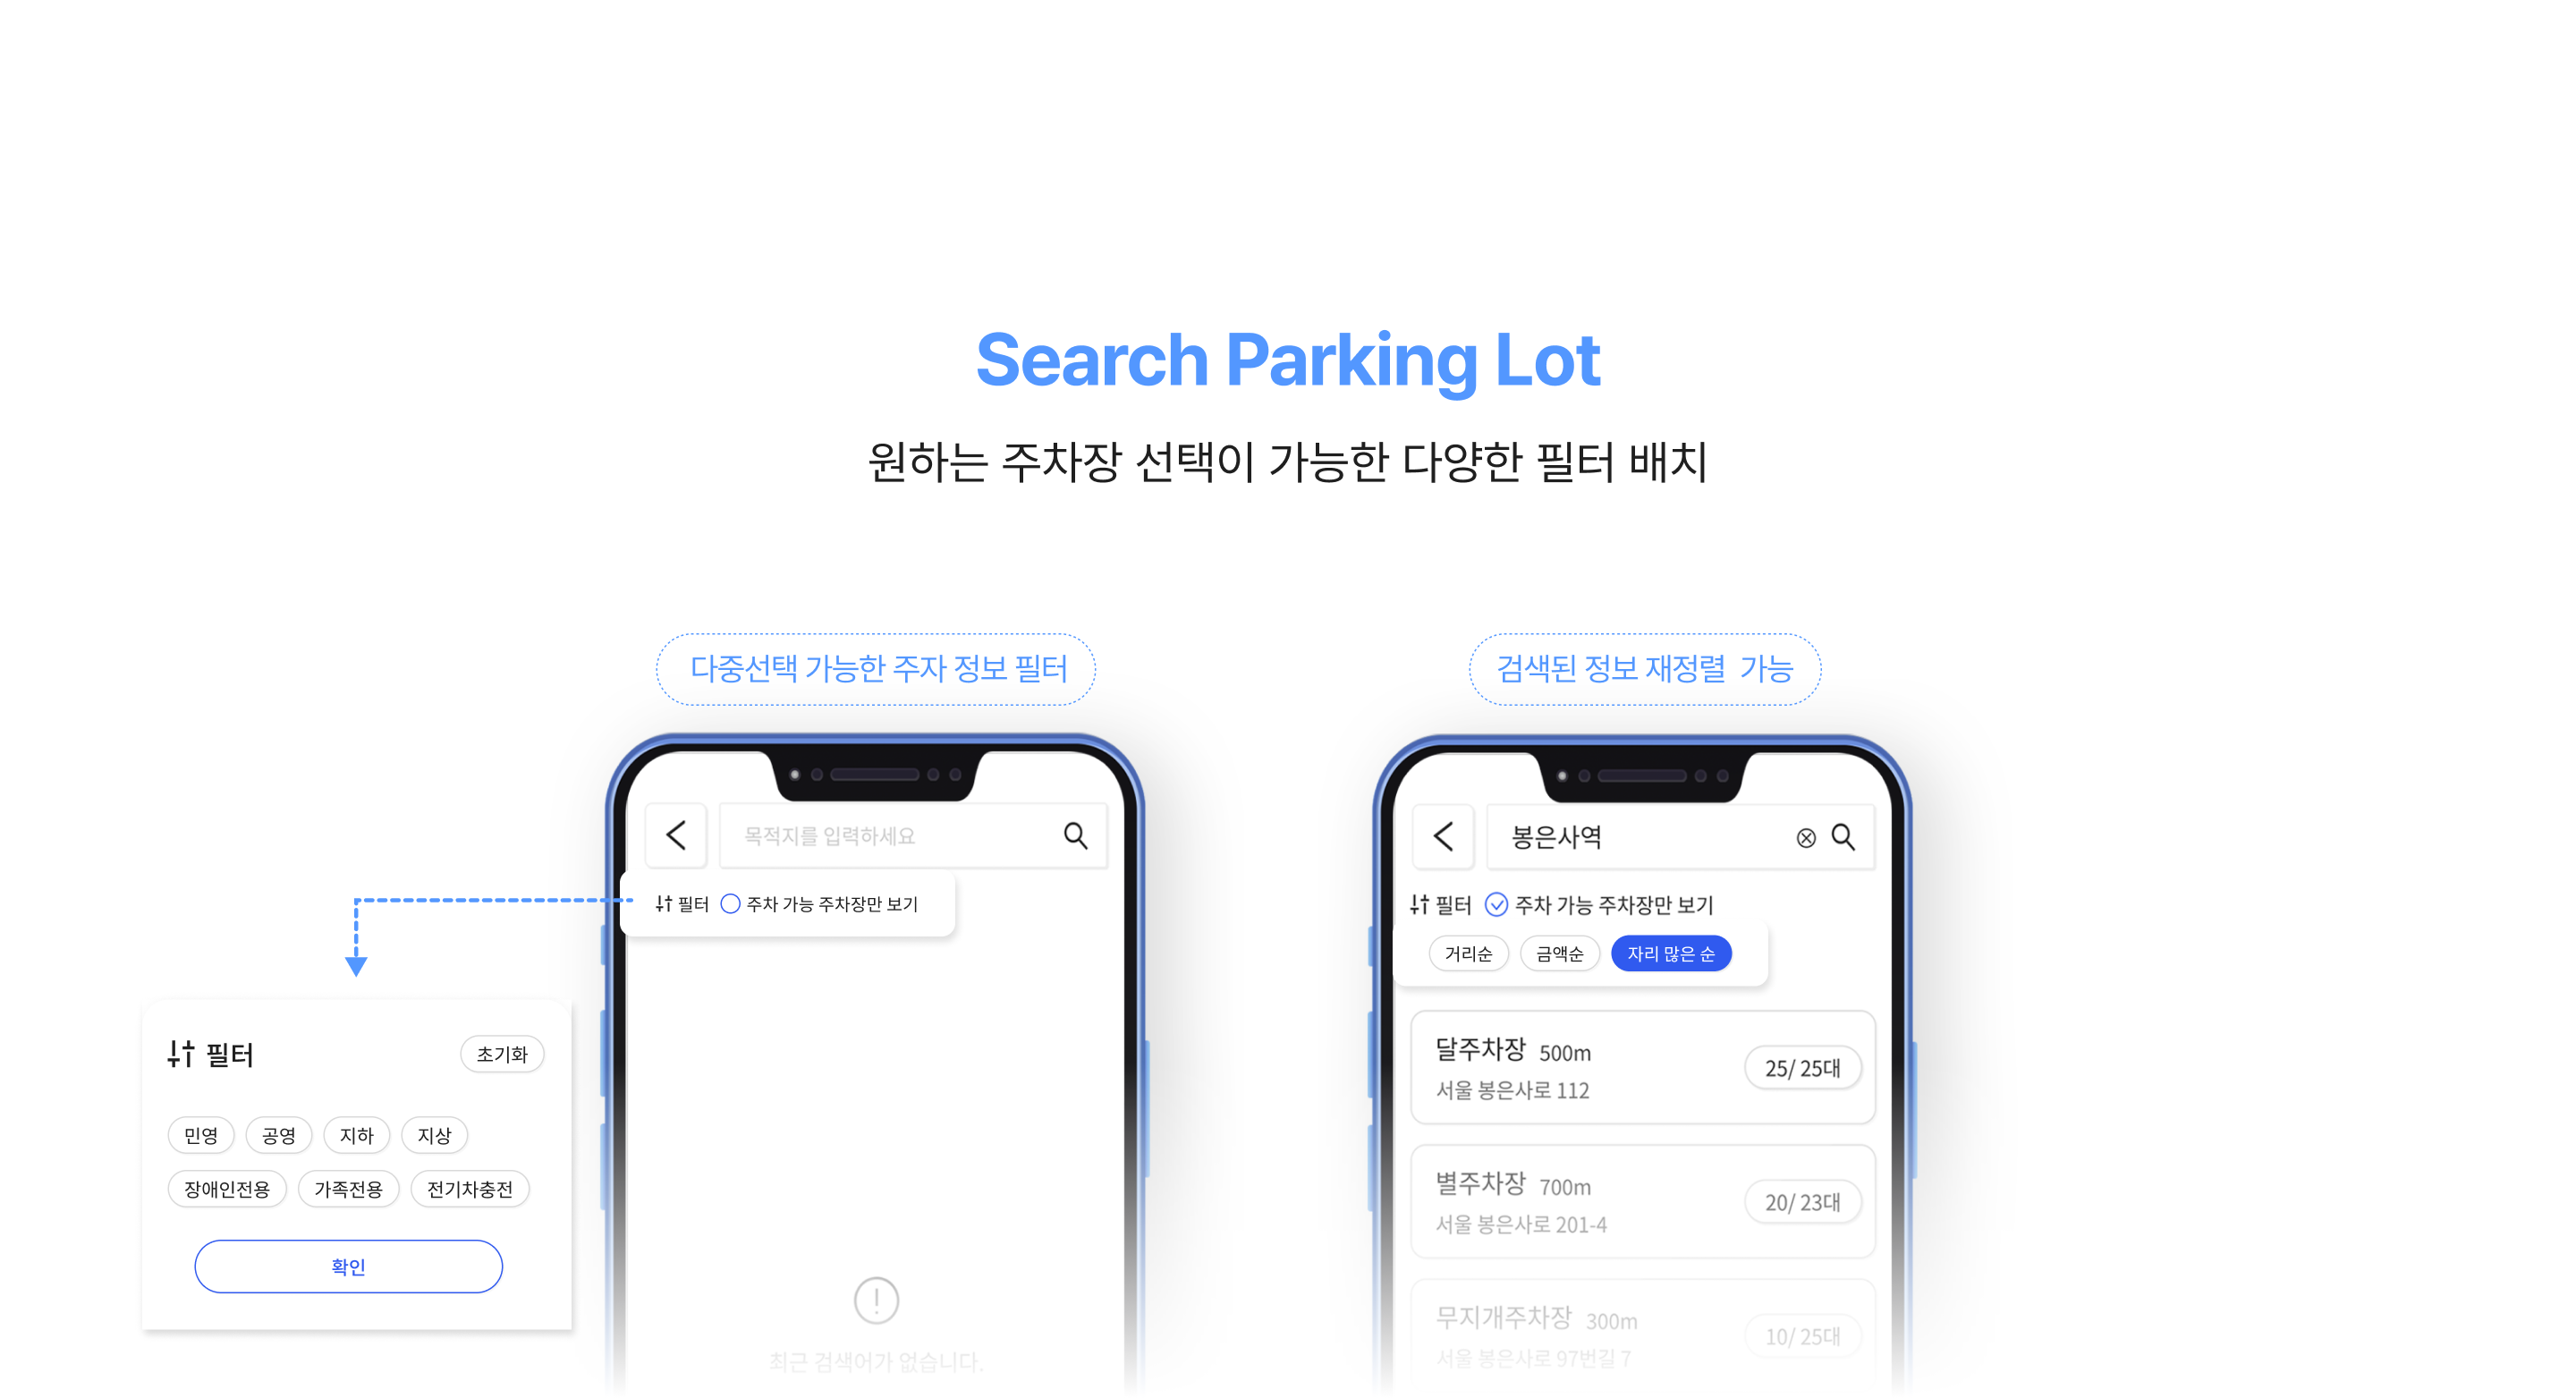 Search Parking Lot
원하는 주차장 선택이 가능한 다양한 필터 배치
다중선택 가능한 주자 정보 필터
검색된 정보 재정렬 가능
목적지를 입력하세요
필터 주차 가능 주차장만 보기
필터
초기화
민영 공영 지하 지상
장애인전용 가족전용 전기차충전
확인
최근 검색어가 없습니다.
봉은사역
필터 주차 가능 주차장만 보기
거리순 금액순 자리 많은 순
달주차장 500m
서울 봉은사로 112
25/ 25대
별주차장 700m
서울 봉은사로 201-4
20/ 23대
무지개주차장 300m
서울 봉은사로 97번길 7
10/ 25대